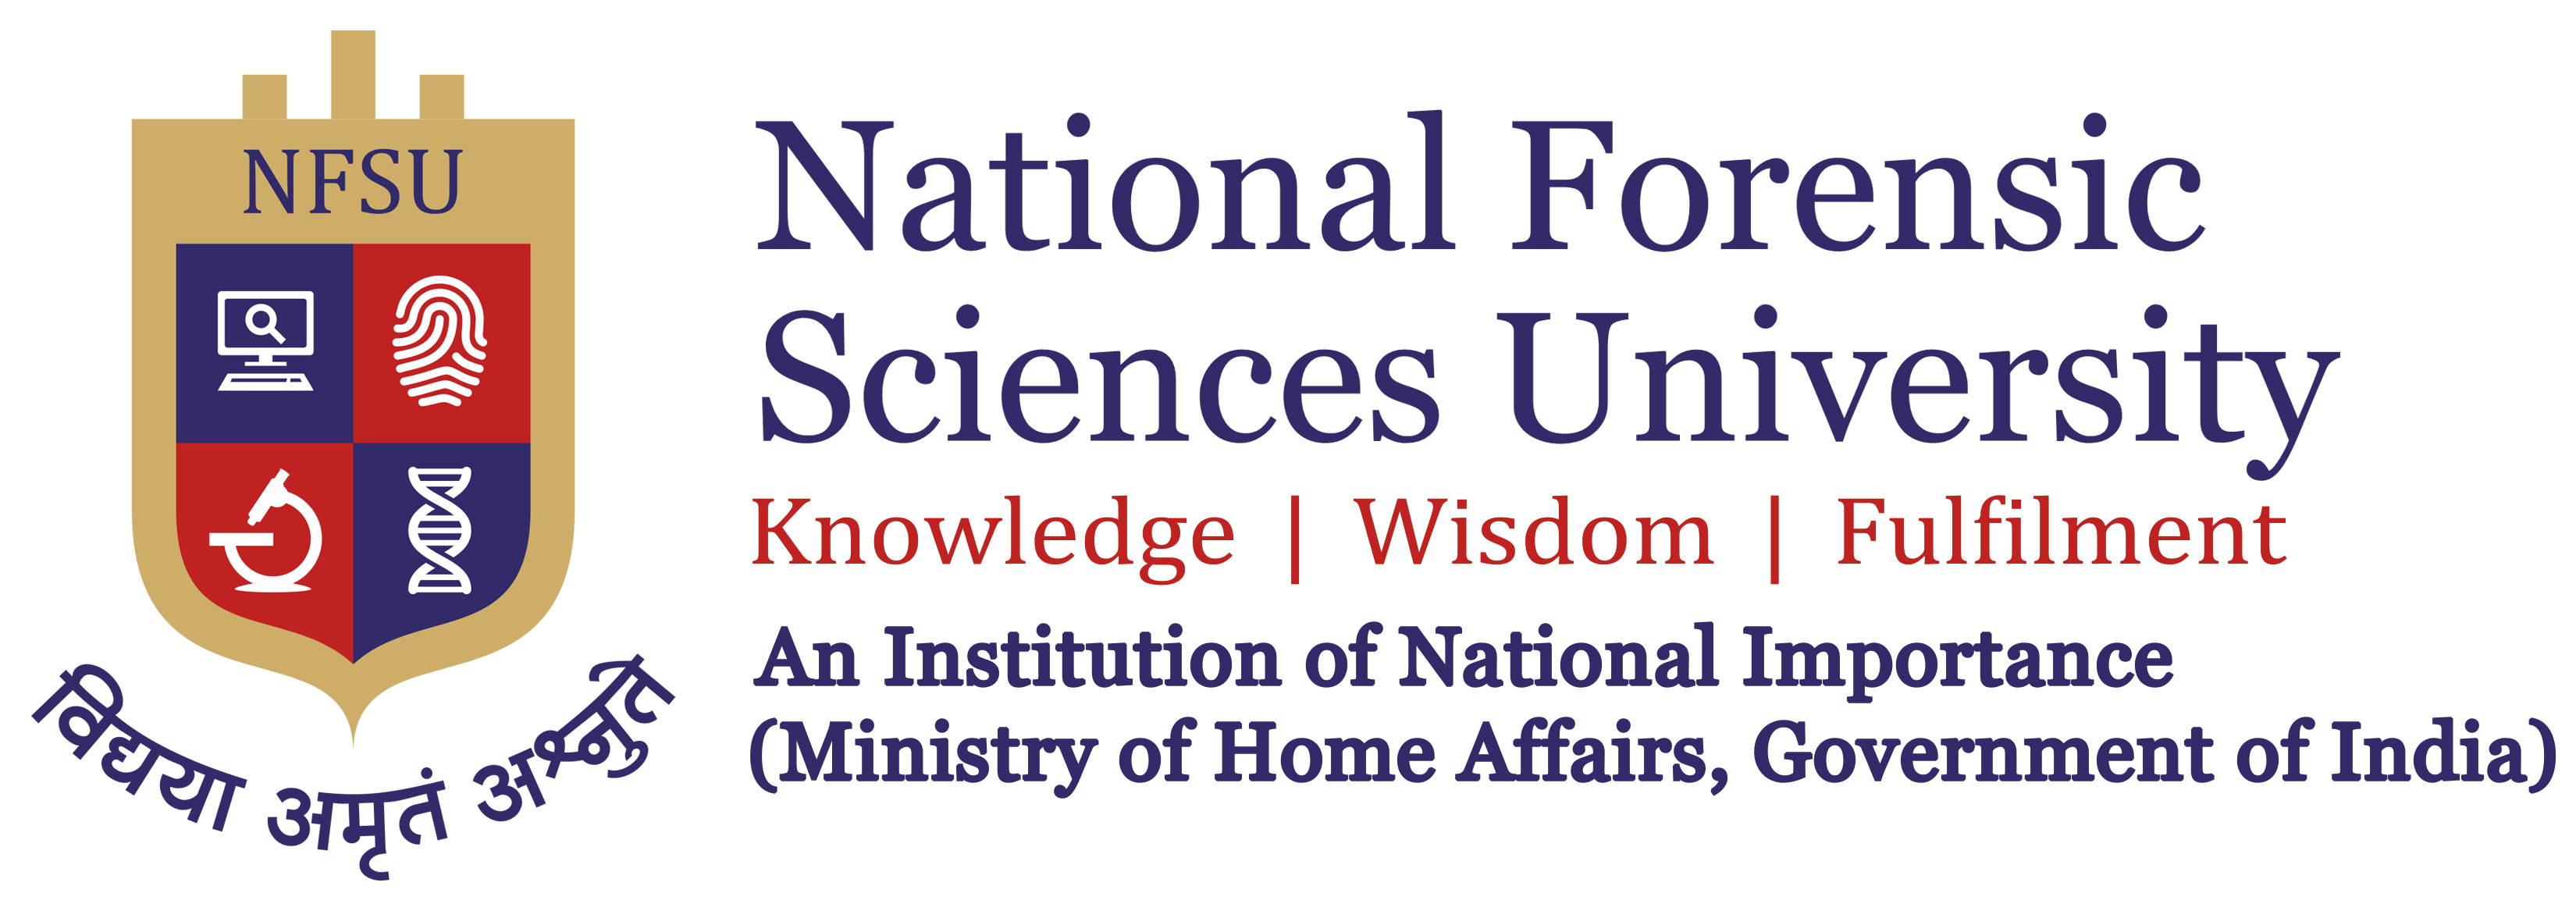 NFSU
विद्यया अमृतं अश्नुते
National Forensic
Sciences University
Knowledge | Wisdom | Fulfilment
An Institution of National Importance
(Ministry of Home Affairs, Government of India)